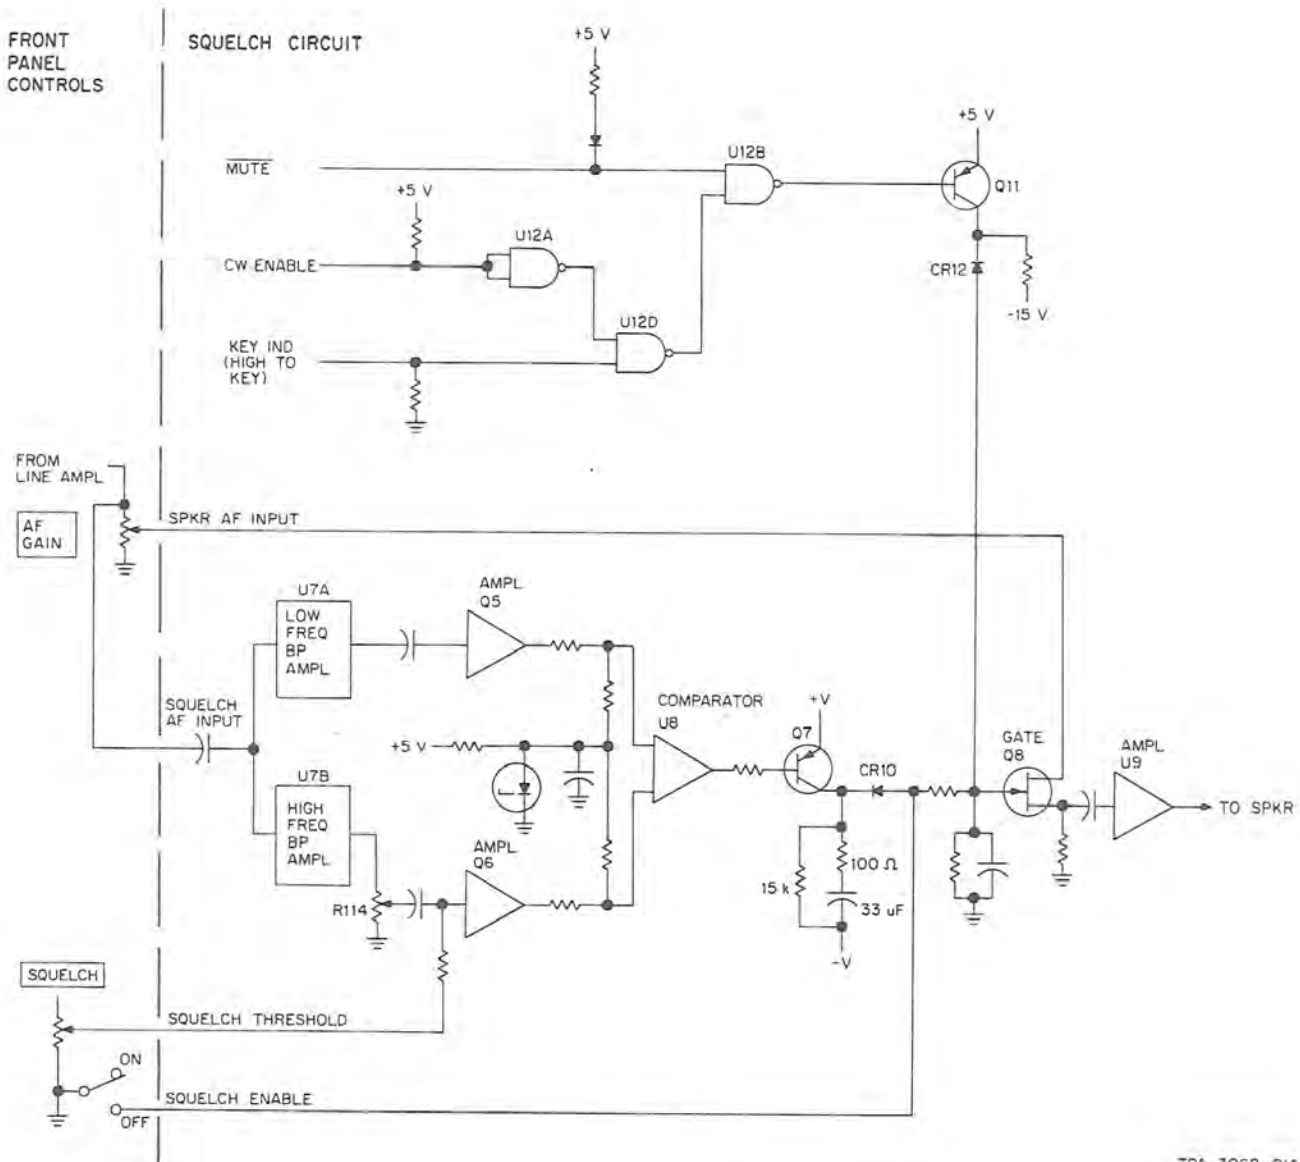 FRONT
PANEL
CONTROLS
SQUELCH CIRCUIT
+5 V
MUTE
U12B
+5 V
Q11
+5 V
U12A
CW ENABLE
CR12
-15 V
U12D
KEY IND
(HIGH TO
KEY)
FROM
LINE AMPL
AF
GAIN
SPKR AF INPUT
U7A
LOW
FREQ
BP
AMPL
AMPL
Q5
SQUELCH
AF INPUT
COMPARATOR
U8
+5 V
+V
Q7
CR10
GATE
Q8
AMPL
U9
TO SPKR
U7B
HIGH
FREQ
BP
AMPL
R114
AMPL
Q6
100 Ω
15 k
33 uF
-V
SQUELCH
SQUELCH THRESHOLD
ON
OFF
SQUELCH ENABLE